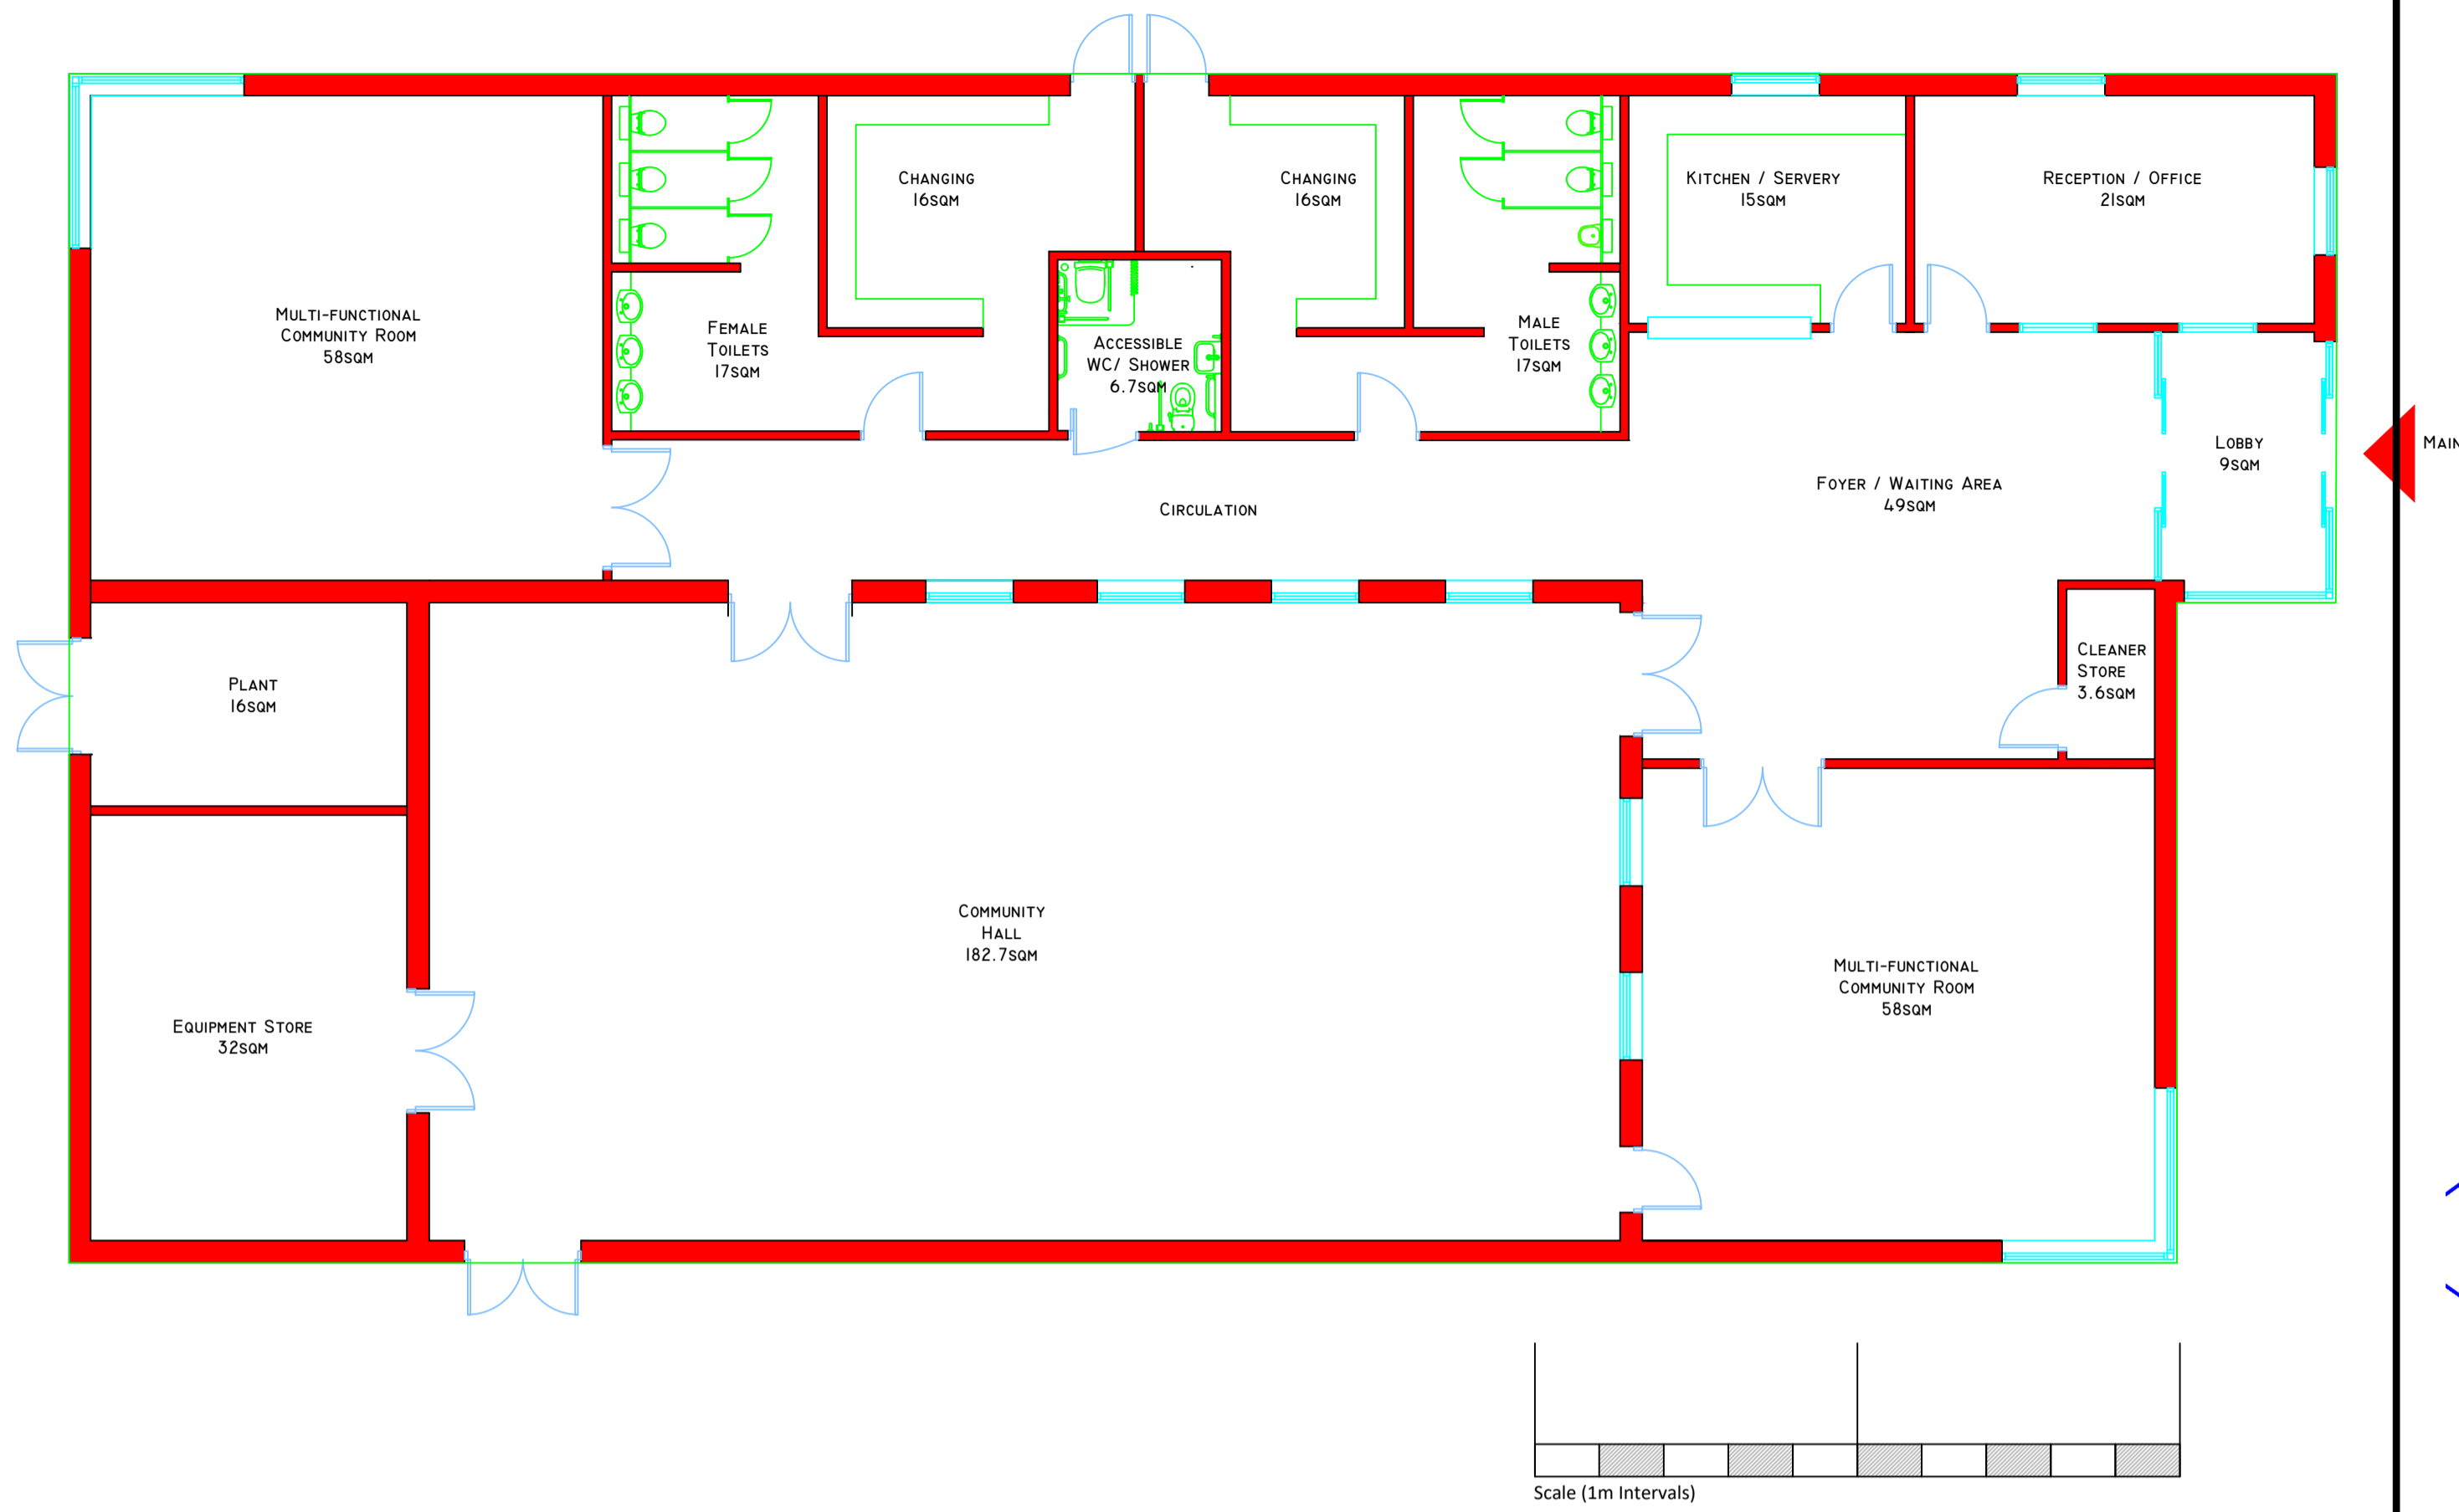 Changing
16sqm
Changing
16sqm
Kitchen / Servery
15sqm
Reception / Office
21sqm
Multi-functional
Community Room
58sqm
Female
Toilets
17sqm
Accessible
WC/ Shower
6.7sqm
Male
Toilets
17sqm
Lobby
9sqm
Main
Foyer / Waiting Area
49sqm
Circulation
Plant
16sqm
Cleaner
Store
3.6sqm
Community
Hall
182.7sqm
Multi-functional
Community Room
58sqm
Equipment Store
32sqm
Scale (1m Intervals)